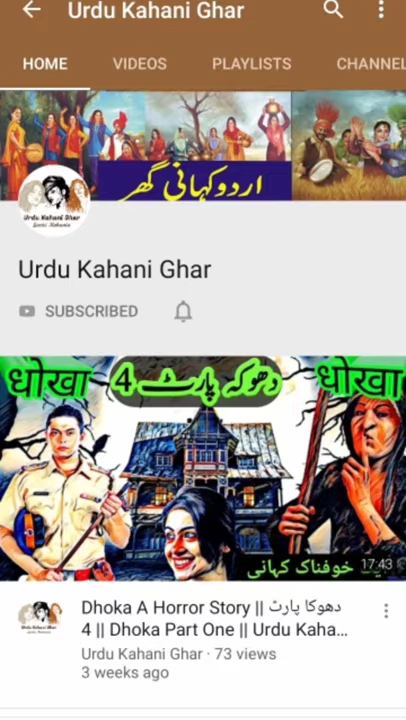 Urdu Kahani Ghar
HOME VIDEOS PLAYLISTS CHANNEL
اردو کہانی گھر
Urdu Kahani Ghar
Urdu Kahani Ghar
SUBSCRIBED
धोखा دھوکہ پارٹ 4 धोखा
خوفناک کہانی 17:43
Dhoka A Horror Story || دھوکا پارٹ
4 || Dhoka Part One || Urdu Kaha...
Urdu Kahani Ghar · 73 views
3 weeks ago